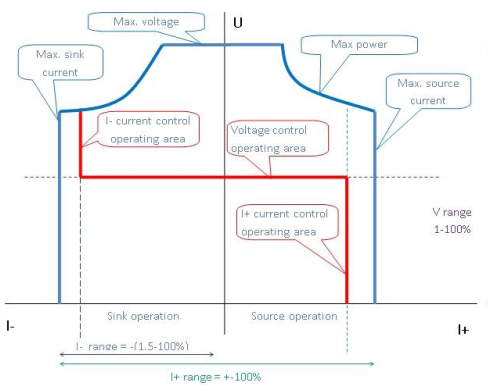 Max. voltage
U
Max. sink
current
Max power
Max. source
current
I- current control
operating area
Voltage control
operating area
I+ current control
operating area
V range
1-100%
Sink operation
Source operation
I-
I+
I- range = -(1.5-100%)
I+ range = +-100%